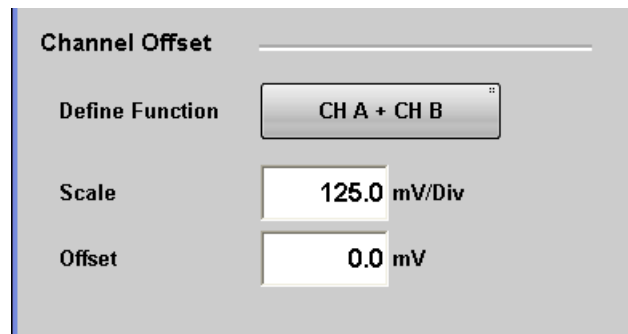 Channel Offset
Define Function CH A + CH B
Scale 125.0 mV/Div
Offset 0.0 mV